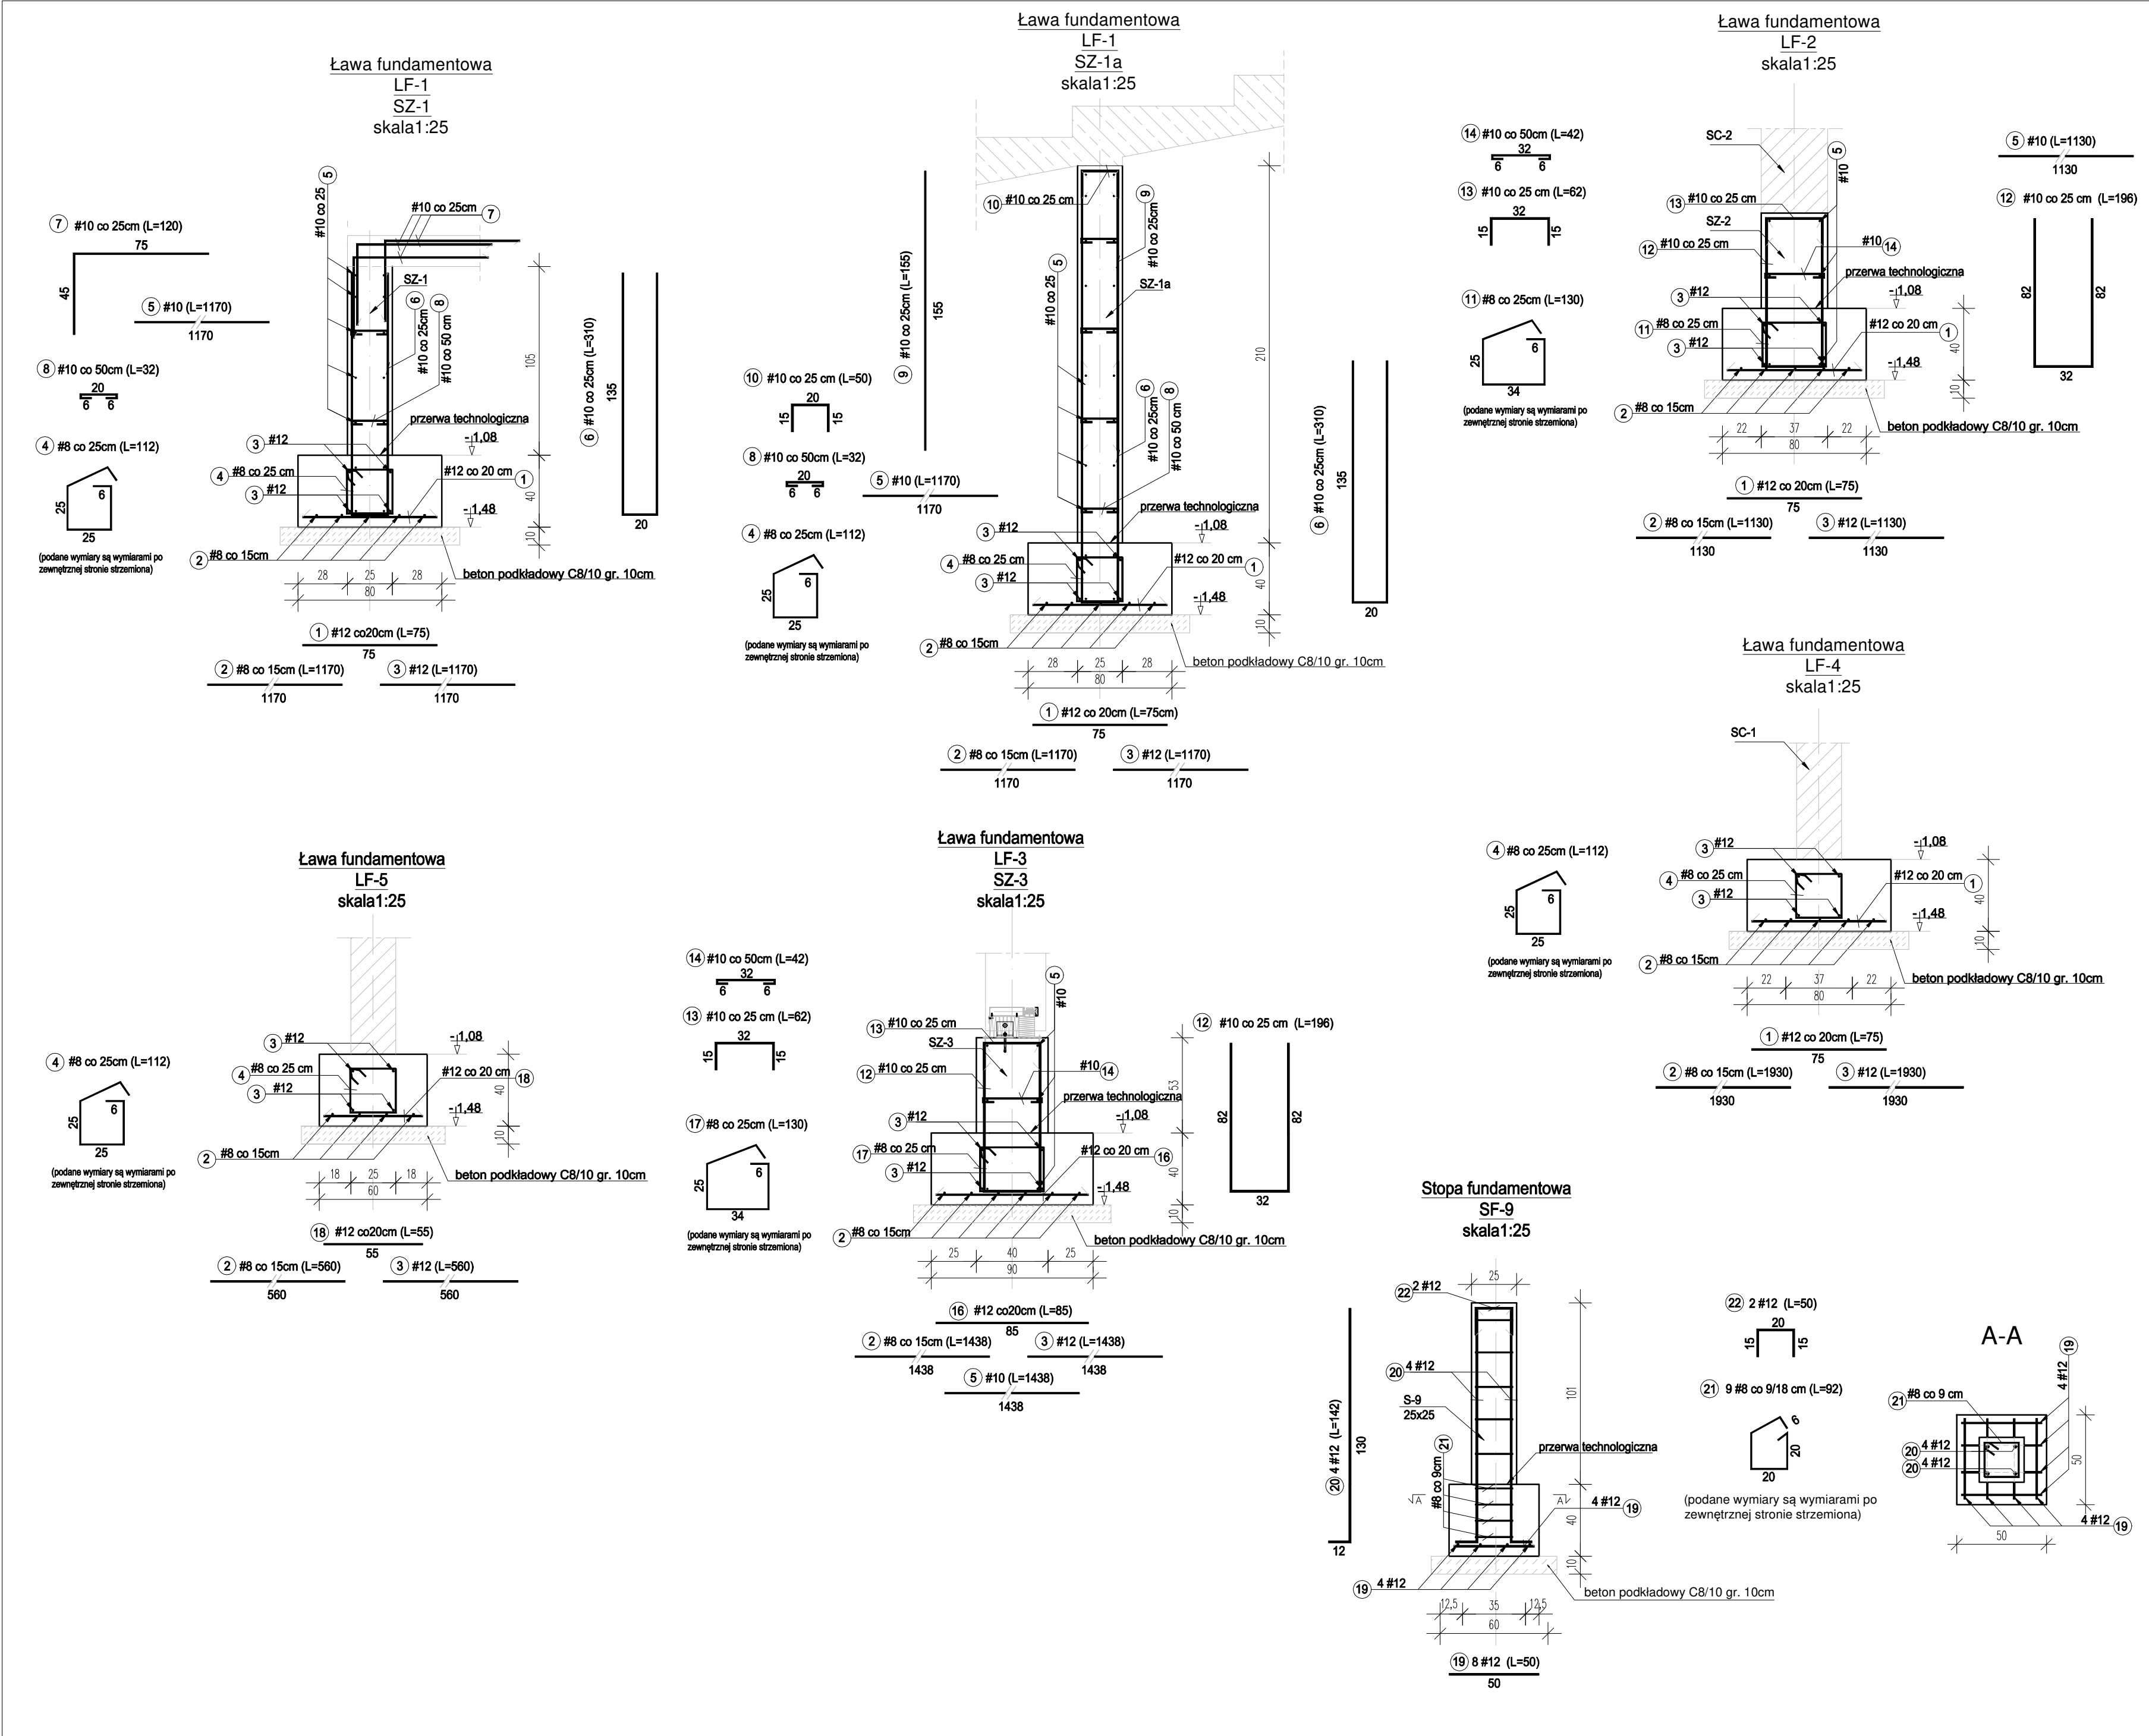 Ława fundamentowa
LF-1
SZ-1
skala1:25
7 #10 co 25cm (L=120)
75
45
5 #10 (L=1170)
1170
8 #10 co 50cm (L=32)
20
6 6
4 #8 co 25cm (L=112)
6
25
25
(podane wymiary są wymiarami po
zewnętrznej stronie strzemiona)
#10 co 25 5
#10 co 25cm 7
SZ-1
#10 co 25cm 6
#10 co 50 cm 8
105
przerwa technologiczna
3 #12
-1,08
4 #8 co 25 cm
#12 co 20 cm 1
3 #12
40
-1,48
10
2 #8 co 15cm
beton podkładowy C8/10 gr. 10cm
28 25 28
80
6 #10 co 25cm (L=310)
135
20
1 #12 co20cm (L=75)
75
2 #8 co 15cm (L=1170)
1170
3 #12 (L=1170)
1170
Ława fundamentowa
LF-1
SZ-1a
skala1:25
10 #10 co 25 cm
9 #10 co 25cm (L=155)
155
10 #10 co 25 cm (L=50)
20
15 15
8 #10 co 50cm (L=32)
20
6 6
5 #10 (L=1170)
1170
4 #8 co 25cm (L=112)
6
25
25
(podane wymiary są wymiarami po
zewnętrznej stronie strzemiona)
#10 co 25cm 9
#10 co 25 5
SZ-1a
#10 co 25cm 6
#10 co 50 cm 8
210
przerwa technologiczna
3 #12
-1,08
4 #8 co 25 cm
#12 co 20 cm 1
3 #12
40
-1,48
10
2 #8 co 15cm
beton podkładowy C8/10 gr. 10cm
28 25 28
80
6 #10 co 25cm (L=310)
135
20
1 #12 co 20cm (L=75cm)
75
2 #8 co 15cm (L=1170)
1170
3 #12 (L=1170)
1170
Ława fundamentowa
LF-2
skala1:25
14 #10 co 50cm (L=42)
32
6 6
13 #10 co 25 cm (L=62)
32
15 15
11 #8 co 25cm (L=130)
6
25
34
(podane wymiary są wymiarami po
zewnętrznej stronie strzemiona)
SC-2
#10 5
13 #10 co 25 cm
SZ-2
12 #10 co 25 cm
#10 14
przerwa technologiczna
3 #12
-1,08
11 #8 co 25 cm
#12 co 20 cm 1
3 #12
40
-1,48
10
2 #8 co 15cm
beton podkładowy C8/10 gr. 10cm
22 37 22
80
5 #10 (L=1130)
1130
12 #10 co 25 cm (L=196)
82 82
32
1 #12 co 20cm (L=75)
75
2 #8 co 15cm (L=1130)
1130
3 #12 (L=1130)
1130
Ława fundamentowa
LF-4
skala1:25
SC-1
4 #8 co 25cm (L=112)
6
25
25
(podane wymiary są wymiarami po
zewnętrznej stronie strzemiona)
3 #12
-1,08
4 #8 co 25 cm
#12 co 20 cm 1
3 #12
40
-1,48
10
2 #8 co 15cm
beton podkładowy C8/10 gr. 10cm
22 37 22
80
1 #12 co 20cm (L=75)
75
2 #8 co 15cm (L=1930)
1930
3 #12 (L=1930)
1930
Ława fundamentowa
LF-5
skala1:25
4 #8 co 25cm (L=112)
6
25
25
(podane wymiary są wymiarami po
zewnętrznej stronie strzemiona)
3 #12
-1,08
4 #8 co 25 cm
#12 co 20 cm 18
3 #12
40
-1,48
10
2 #8 co 15cm
beton podkładowy C8/10 gr. 10cm
18 25 18
60
18 #12 co20cm (L=55)
55
2 #8 co 15cm (L=560)
560
3 #12 (L=560)
560
Ława fundamentowa
LF-3
SZ-3
skala1:25
14 #10 co 50cm (L=42)
32
6 6
13 #10 co 25 cm (L=62)
32
15 15
17 #8 co 25cm (L=130)
6
25
34
(podane wymiary są wymiarami po
zewnętrznej stronie strzemiona)
#10 5
13 #10 co 25 cm
SZ-3
12 #10 co 25 cm
#10 14
53
przerwa technologiczna
3 #12
-1,08
17 #8 co 25 cm
#12 co 20 cm 16
3 #12
40
-1,48
10
2 #8 co 15cm
beton podkładowy C8/10 gr. 10cm
25 40 25
90
12 #10 co 25 cm (L=196)
82 82
32
16 #12 co20cm (L=85)
85
2 #8 co 15cm (L=1438)
1438
3 #12 (L=1438)
1438
5 #10 (L=1438)
1438
Stopa fundamentowa
SF-9
skala1:25
25
22 2 #12
20 4 #12
S-9
25x25
101
20 4 #12 (L=142)
130
12
#8 co 9cm 21
przerwa technologiczna
A A
4 #12 19
40
10
19 4 #12
beton podkładowy C8/10 gr. 10cm
12,5 35 12,5
60
19 8 #12 (L=50)
50
22 2 #12 (L=50)
20
15 15
21 9 #8 co 9/18 cm (L=92)
6
20
20
(podane wymiary są wymiarami po
zewnętrznej stronie strzemiona)
A-A
4 #12 19
21 #8 co 9 cm
20 4 #12
20 4 #12
50
4 #12 19
50